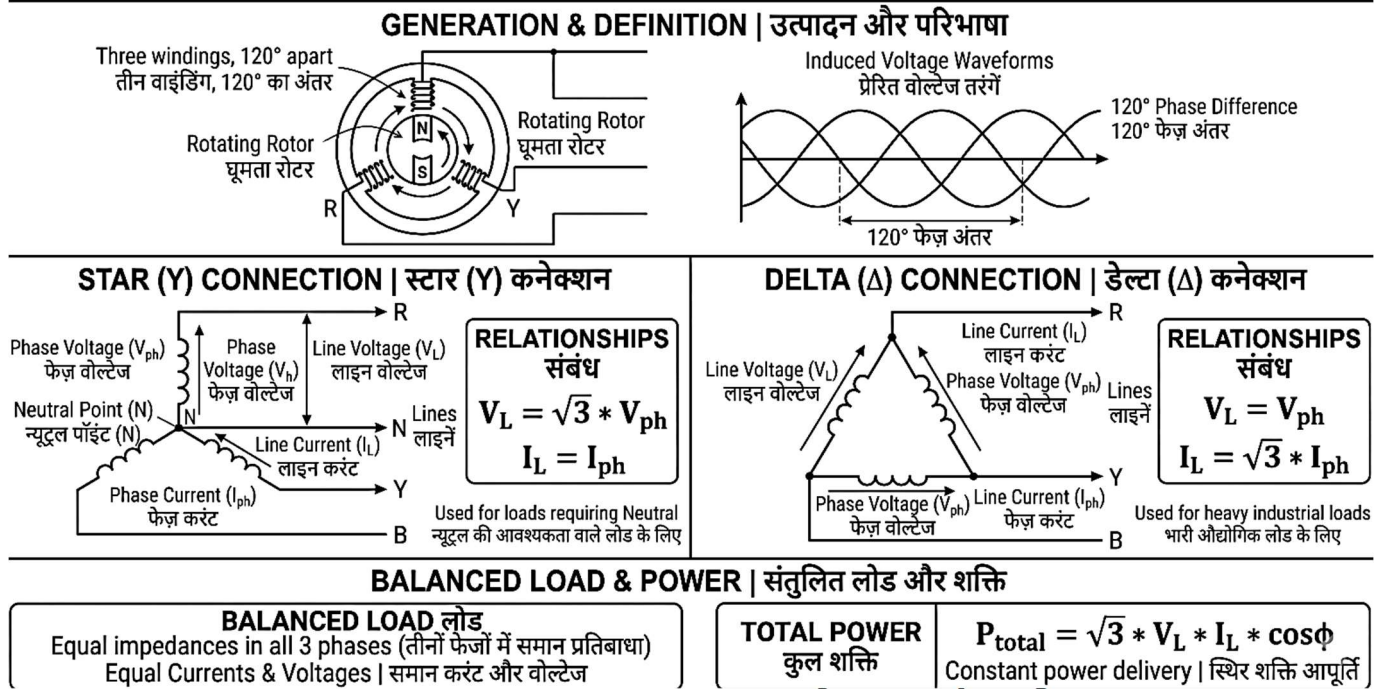 GENERATION & DEFINITION | उत्पादन और परिभाषा
Three windings, 120° apart
तीन वाइंडिंग, 120° का अंतर
Rotating Rotor
घूमता रोटर
N
S
Rotating Rotor
घूमता रोटर
R
Y
Induced Voltage Waveforms
प्रेरित वोल्टेज तरंगें
120° Phase Difference
120° फेज़ अंतर
120° फेज़ अंतर
STAR (Y) CONNECTION | स्टार (Y) कनेक्शन
R
Phase Voltage (Vph)
फेज़ वोल्टेज
Phase
Voltage (Vh)
फेज़ वोल्टेज
Line Voltage (VL)
लाइन वोल्टेज
Neutral Point (N)
न्यूट्रल पॉइंट (N)
N
N
Lines
लाइनें
Line Current (IL)
लाइन करंट
Phase Current (Iph)
फेज़ करंट
Y
B
RELATIONSHIPS
संबंध
VL = √3 * Vph
IL = Iph
Used for loads requiring Neutral
न्यूट्रल की आवश्यकता वाले लोड के लिए
DELTA (Δ) CONNECTION | डेल्टा (Δ) कनेक्शन
R
Line Current (IL)
लाइन करंट
Line Voltage (VL)
लाइन वोल्टेज
Phase Voltage (Vph)
फेज़ वोल्टेज
Lines
लाइनें
Y
Phase Voltage (Vph)
फेज़ वोल्टेज
Line Current (Iph)
फेज़ करंट
B
RELATIONSHIPS
संबंध
VL = Vph
IL = √3 * Iph
Used for heavy industrial loads
भारी औद्योगिक लोड के लिए
BALANCED LOAD & POWER | संतुलित लोड और शक्ति
BALANCED LOAD लोड
Equal impedances in all 3 phases (तीनों फेजों में समान प्रतिबाधा)
Equal Currents & Voltages | समान करंट और वोल्टेज
TOTAL POWER
कुल शक्ति
Ptotal = √3 * VL * IL * cosϕ
Constant power delivery | स्थिर शक्ति आपूर्ति